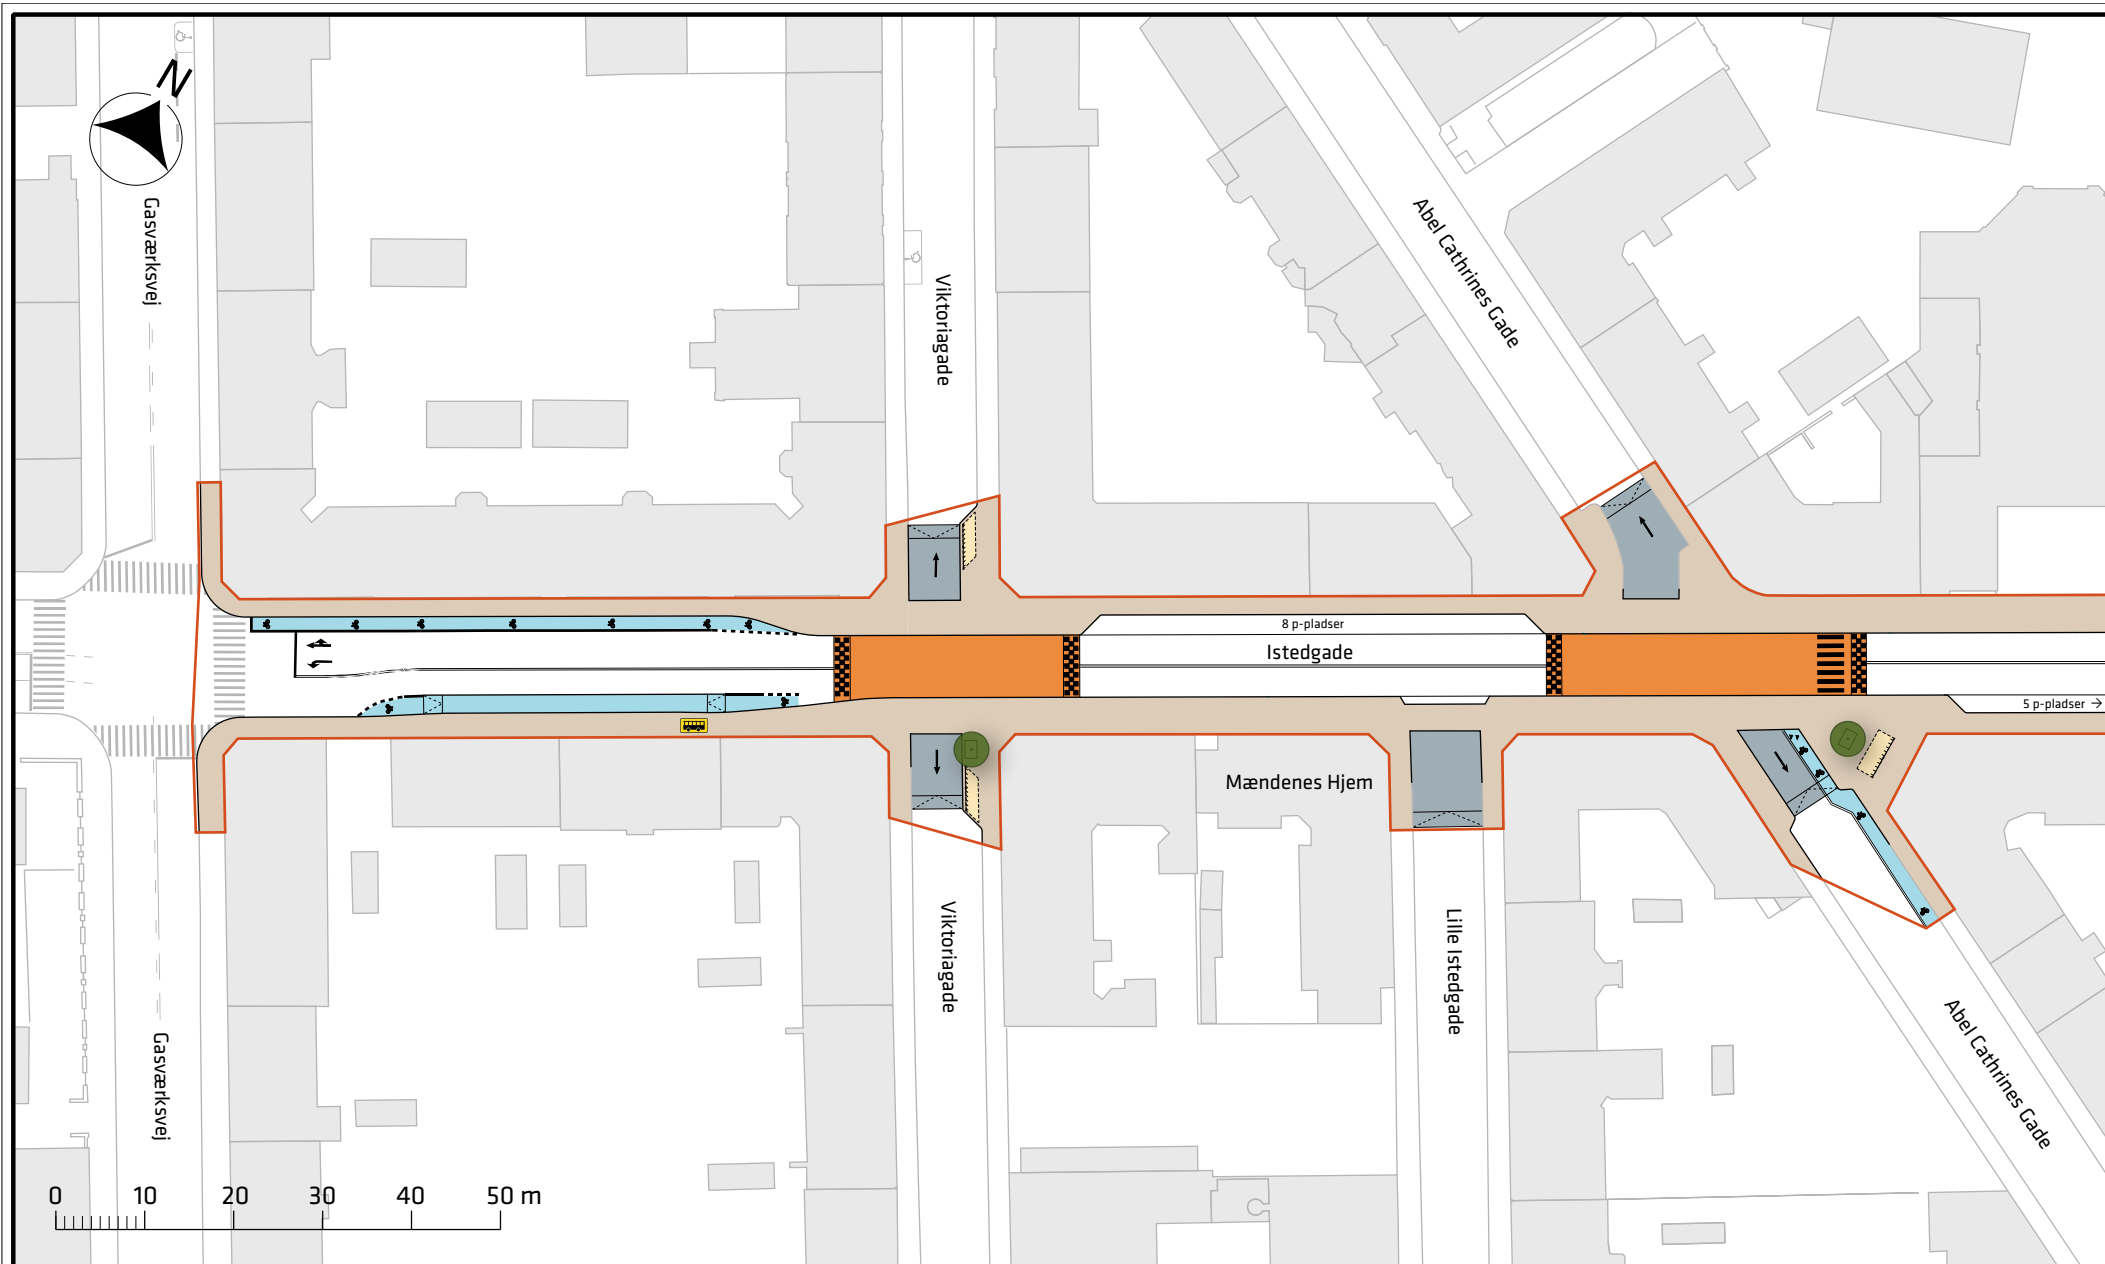 N
Gasværksvej
Viktoriagade
Abel Cathrines Gade
8 p-pladser
Istedgade
5 p-pladser →
Mændenes Hjem
Viktoriagade
Lille Istedgade
Gasværksvej
Abel Cathrines Gade
0 10 20 30 40 50 m